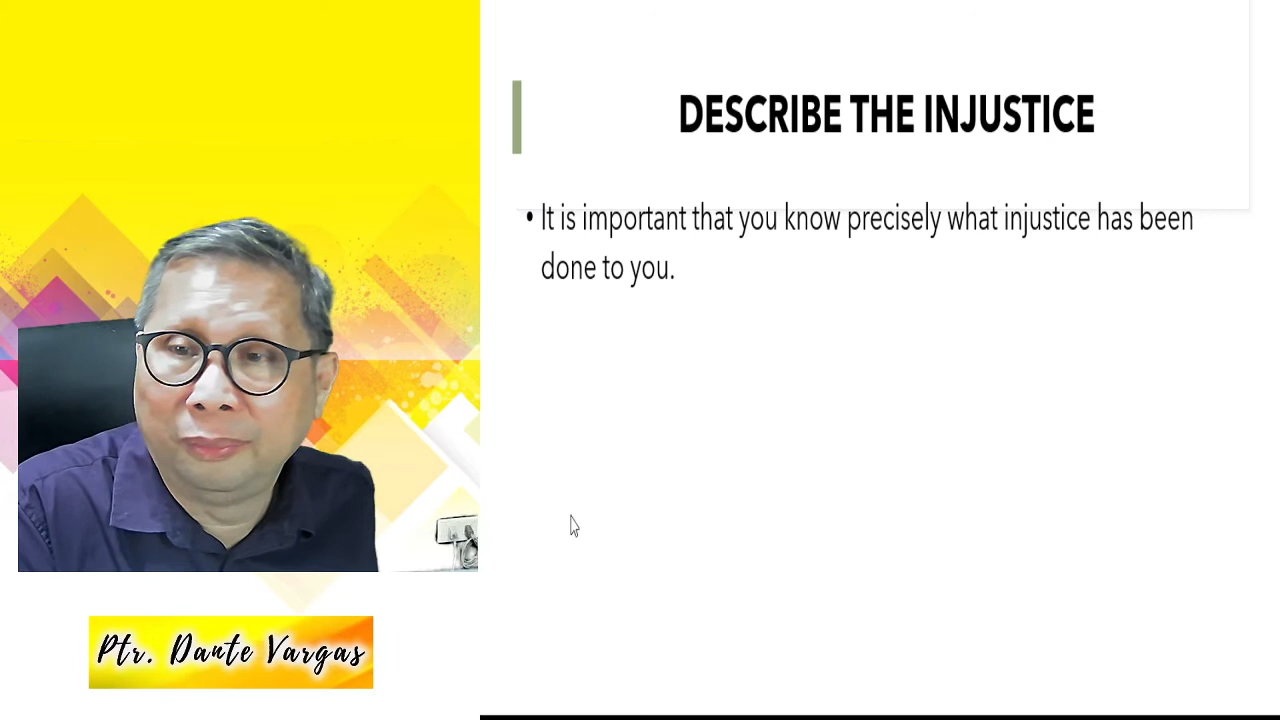 DESCRIBE THE INJUSTICE
• It is important that you know precisely what injustice has been
done to you.
Ptr. Dante Vargas